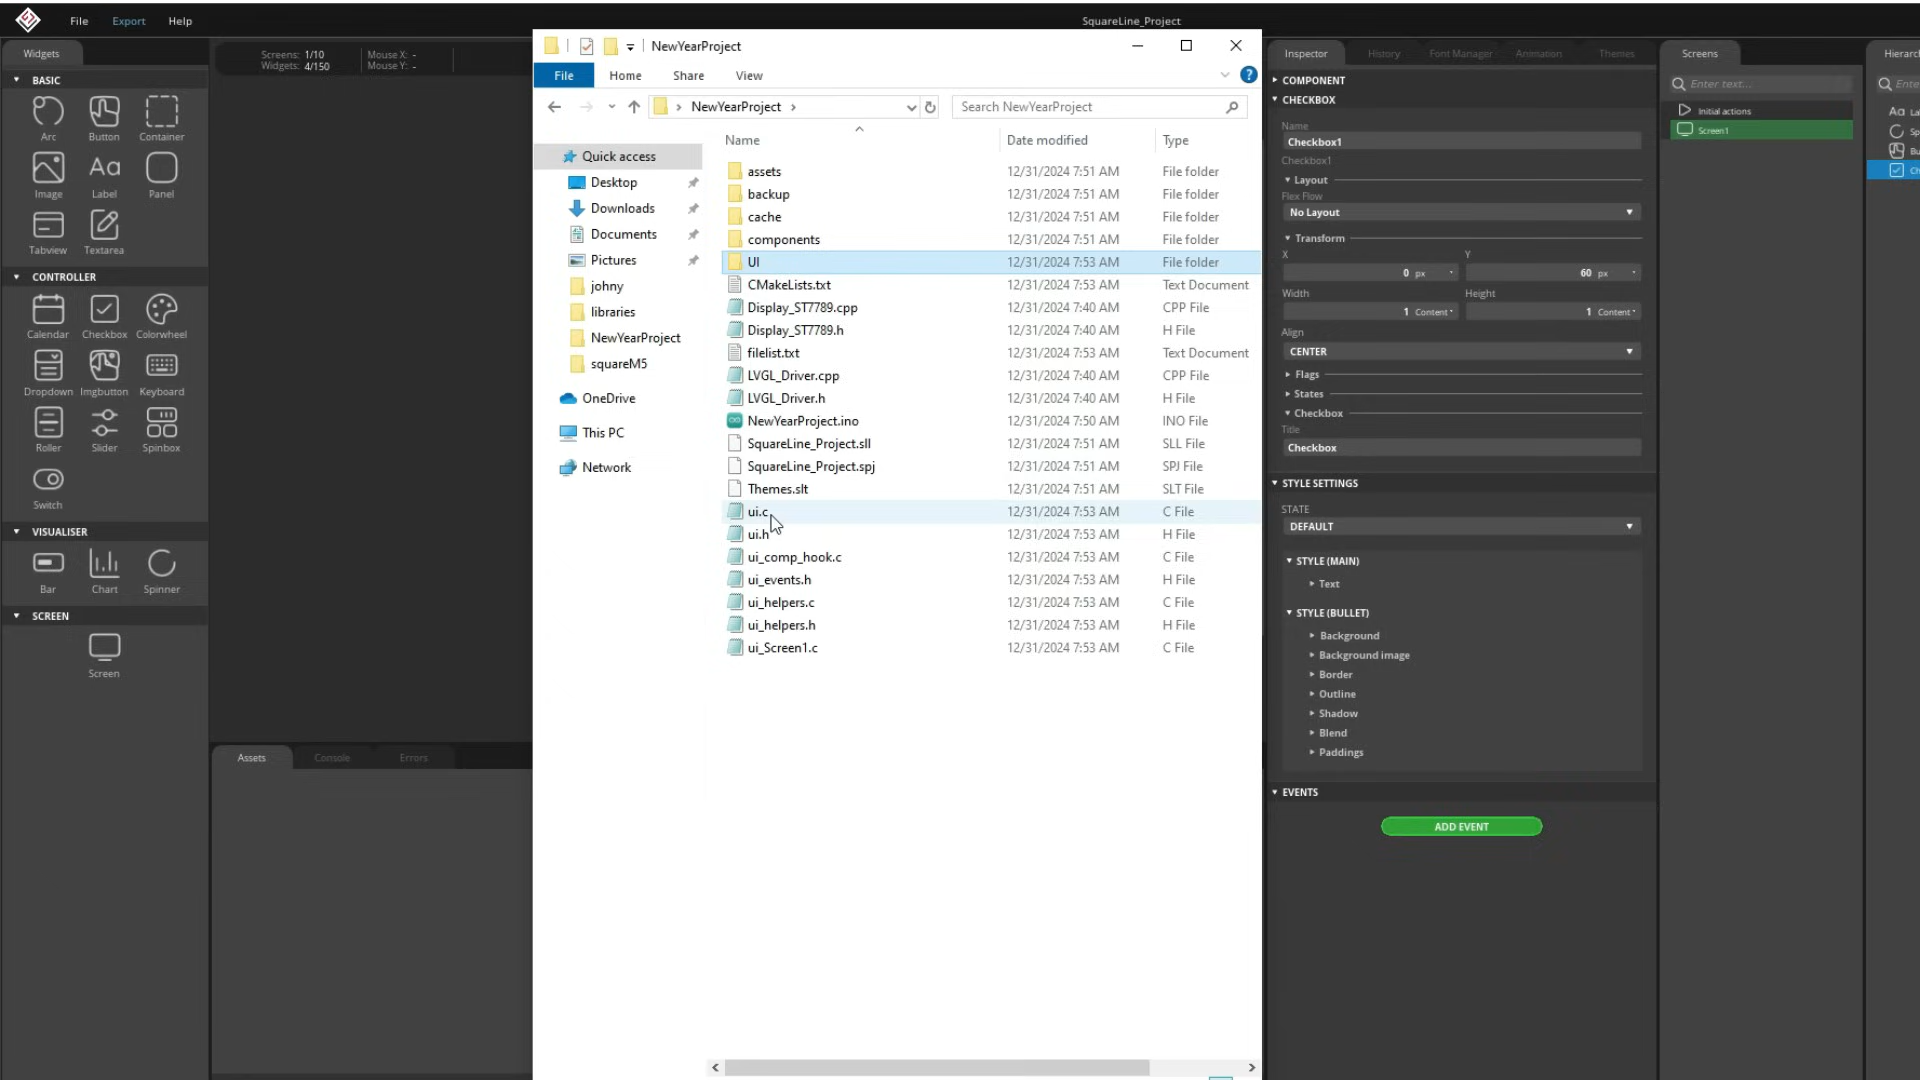 File Export Help
SquareLine_Project
Widgets
BASIC
Arc Button Container
Image Label Panel
Tabview Textarea
CONTROLLER
Calendar Checkbox Colorwheel
Dropdown Imgbutton Keyboard
Roller Slider Spinbox
Switch
VISUALISER
Bar Chart Spinner
SCREEN
Screen
Screens: 1/10
Widgets: 4/150
Mouse X: -
Mouse Y: -
Assets Console Errors
NewYearProject
File Home Share View
NewYearProject
Search NewYearProject
Quick access
Desktop
Downloads
Documents
Pictures
johny
libraries
NewYearProject
squareM5
OneDrive
This PC
Network
Name Date modified Type
assets 12/31/2024 7:51 AM File folder
backup 12/31/2024 7:51 AM File folder
cache 12/31/2024 7:51 AM File folder
components 12/31/2024 7:51 AM File folder
UI 12/31/2024 7:53 AM File folder
CMakeLists.txt 12/31/2024 7:53 AM Text Document
Display_ST7789.cpp 12/31/2024 7:40 AM CPP File
Display_ST7789.h 12/31/2024 7:40 AM H File
filelist.txt 12/31/2024 7:53 AM Text Document
LVGL_Driver.cpp 12/31/2024 7:40 AM CPP File
LVGL_Driver.h 12/31/2024 7:40 AM H File
NewYearProject.ino 12/31/2024 7:50 AM INO File
SquareLine_Project.sll 12/31/2024 7:51 AM SLL File
SquareLine_Project.spj 12/31/2024 7:51 AM SPJ File
Themes.slt 12/31/2024 7:51 AM SLT File
ui.c 12/31/2024 7:53 AM C File
ui.h 12/31/2024 7:53 AM H File
ui_comp_hook.c 12/31/2024 7:53 AM C File
ui_events.h 12/31/2024 7:53 AM H File
ui_helpers.c 12/31/2024 7:53 AM C File
ui_helpers.h 12/31/2024 7:53 AM H File
ui_Screen1.c 12/31/2024 7:53 AM C File
Inspector History Font Manager Animation Themes
COMPONENT
CHECKBOX
Name
Checkbox1
Checkbox1
Layout
Flex Flow
No Layout
Transform
X Y
0 px 60 px
Width Height
1 Content 1 Content
Align
CENTER
Flags
States
Checkbox
Title
Checkbox
STYLE SETTINGS
STATE
DEFAULT
STYLE (MAIN)
Text
STYLE (BULLET)
Background
Background image
Border
Outline
Shadow
Blend
Paddings
EVENTS
ADD EVENT
Screens
Enter text...
Initial actions
Screen1
Hierarc
Ente
La
Sp
Bu
Ch